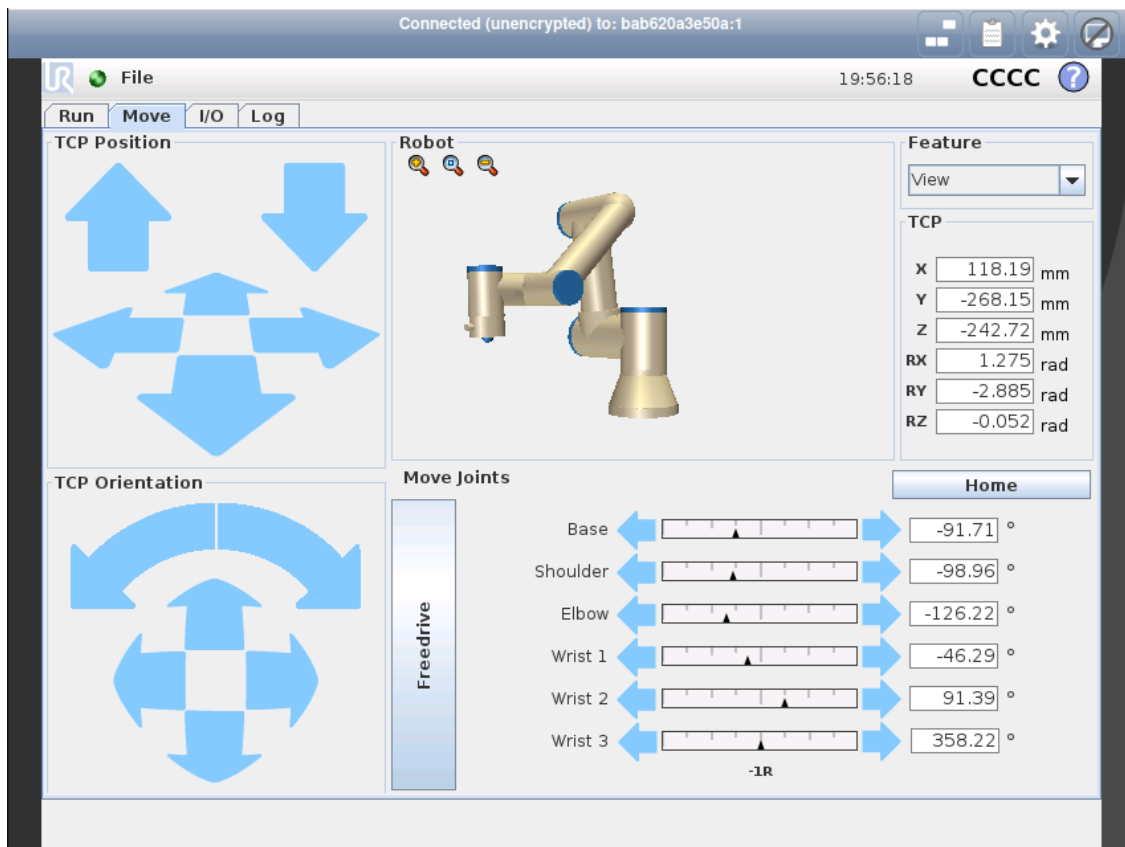 Connected (unencrypted) to: bab620a3e50a:1
UR File 19:56:18 CCCC ?
Run Move I/O Log
TCP Position
Robot
Feature
View
TCP
X 118.19 mm
Y -268.15 mm
Z -242.72 mm
RX 1.275 rad
RY -2.885 rad
RZ -0.052 rad
TCP Orientation
Move Joints
Home
Freedrive
Base -91.71 °
Shoulder -98.96 °
Elbow -126.22 °
Wrist 1 -46.29 °
Wrist 2 91.39 °
Wrist 3 358.22 °
-1R